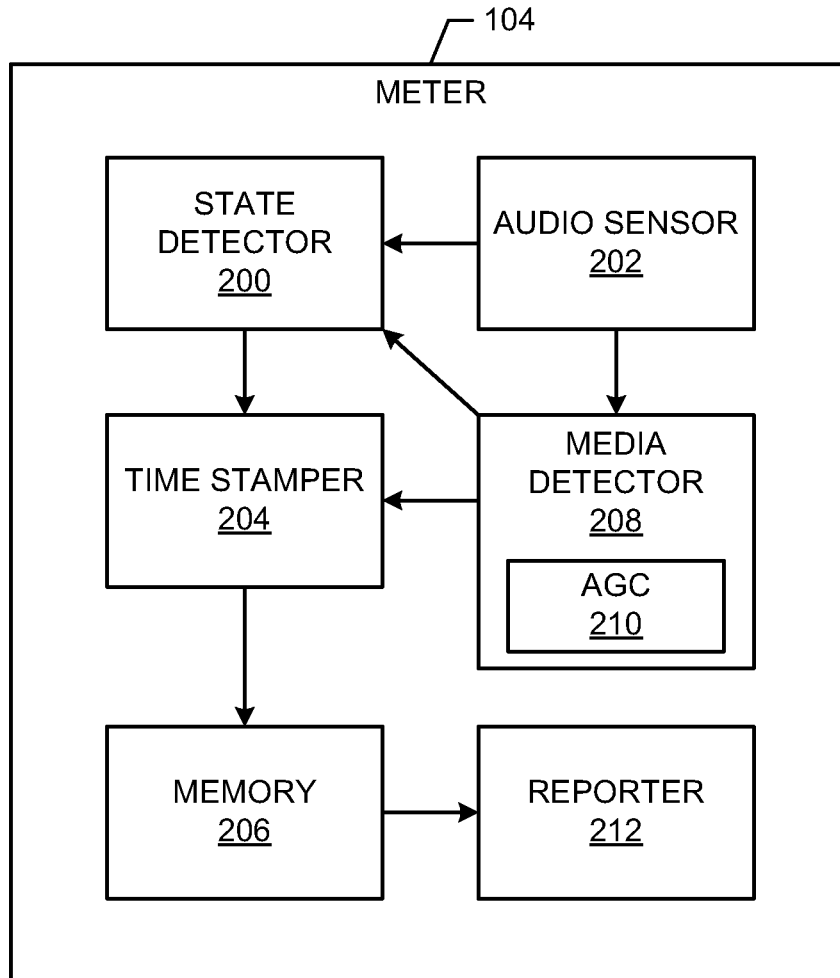 104
METER
STATE
DETECTOR
200
AUDIO SENSOR
202
TIME STAMPER
204
MEDIA
DETECTOR
208
AGC
210
MEMORY
206
REPORTER
212